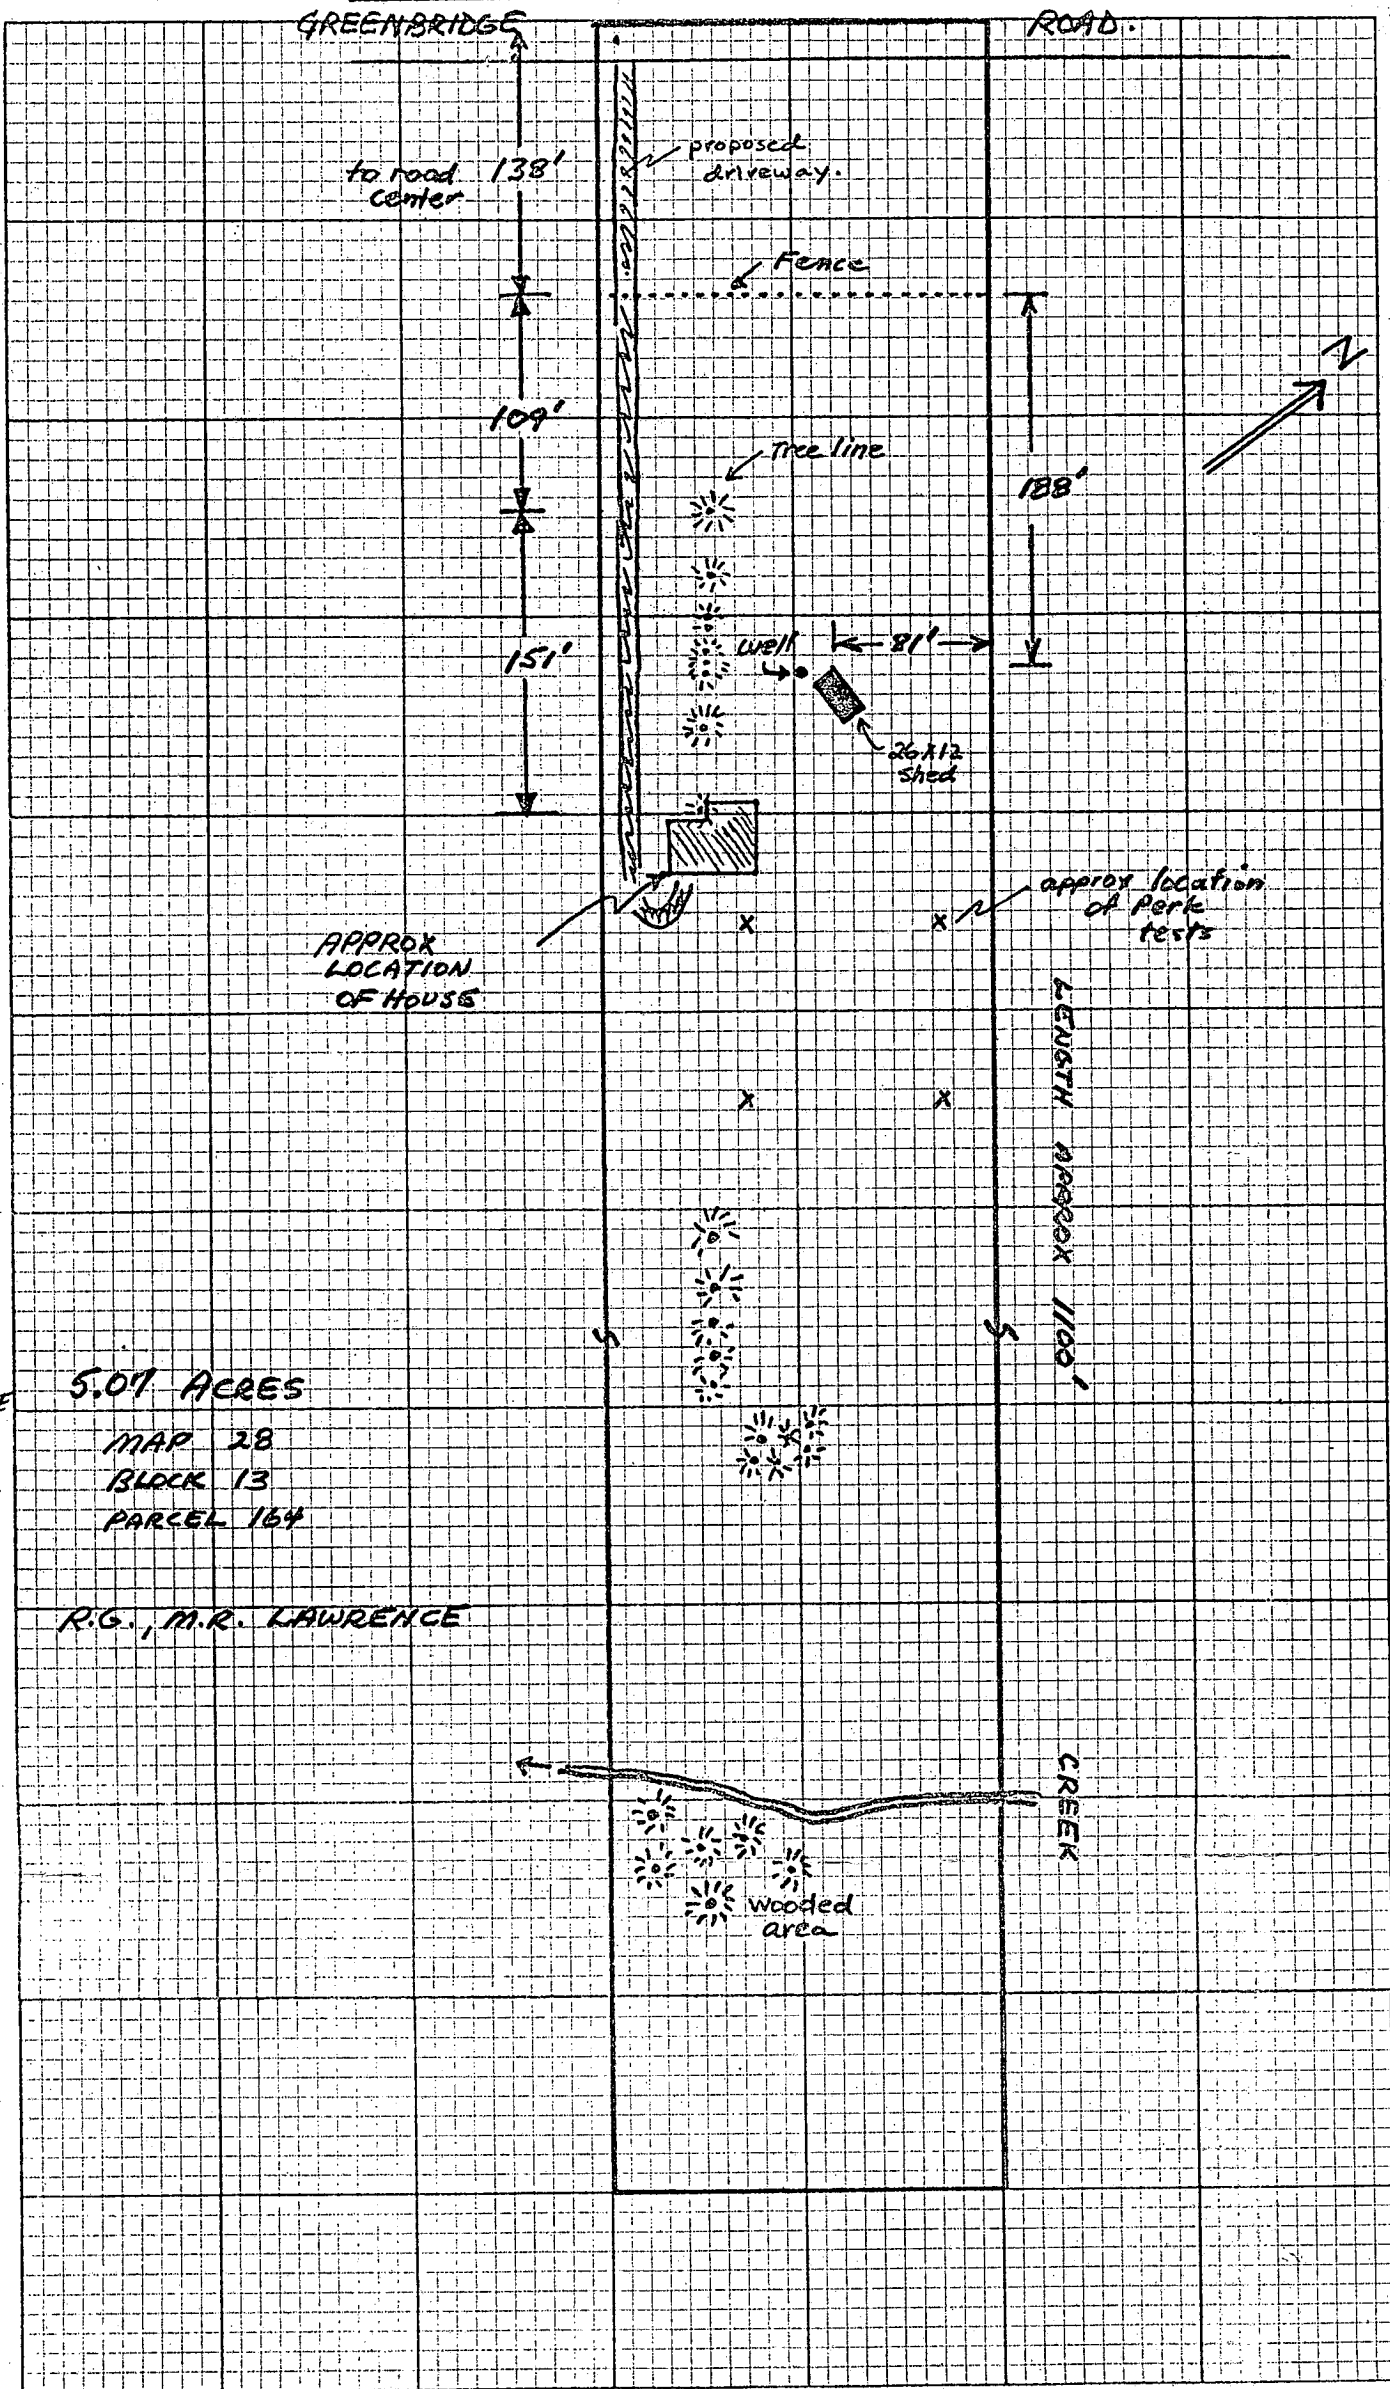 GREENBRIDGE ROAD.
to road 138'
center
proposed
driveway.
Fence
N
109'
Tree line
188'
151'
well
81'
26X12
shed
approx location
of Perk
tests
APPROX
LOCATION
OF HOUSE
LENGTH APPROX 1100'
5.07 ACRES
MAP 28
BLOCK 13
PARCEL 164
R.G., M.R. LAWRENCE
CREEK
wooded
area